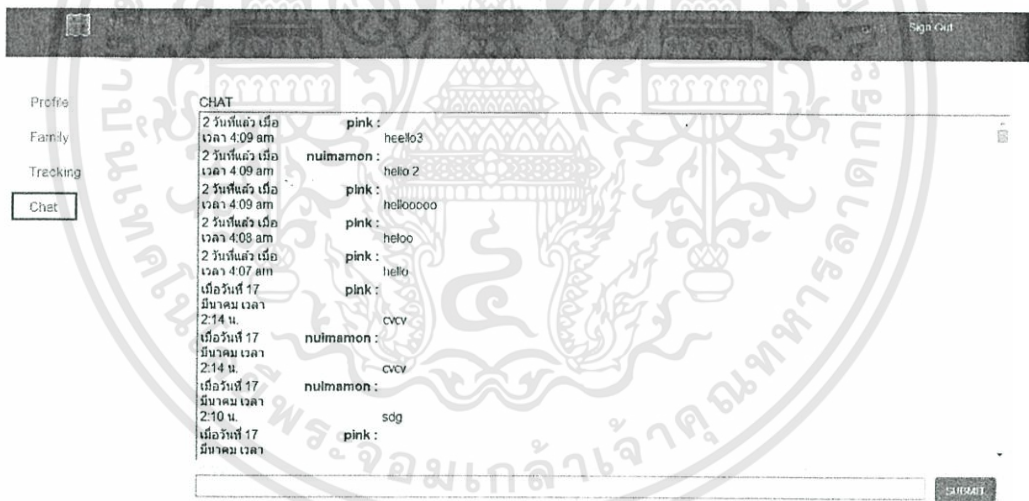 Sign Out
Profile
Family
Tracking
Chat
CHAT
2 วันที่แล้ว เมื่อ pink :
เวลา 4:09 am heello3
2 วันที่แล้ว เมื่อ nuimamon :
เวลา 4:09 am hello 2
2 วันที่แล้ว เมื่อ pink :
เวลา 4:09 am hellooooo
2 วันที่แล้ว เมื่อ pink :
เวลา 4:08 am heloo
2 วันที่แล้ว เมื่อ pink :
เวลา 4:07 am hello
เมื่อวันที่ 17 pink :
มีนาคม เวลา
2:14 น. cvcv
เมื่อวันที่ 17 nuimamon :
มีนาคม เวลา
2:14 น. cvcv
เมื่อวันที่ 17 nuimamon :
มีนาคม เวลา
2:10 น. sdg
เมื่อวันที่ 17 pink :
มีนาคม เวลา
SUBMIT